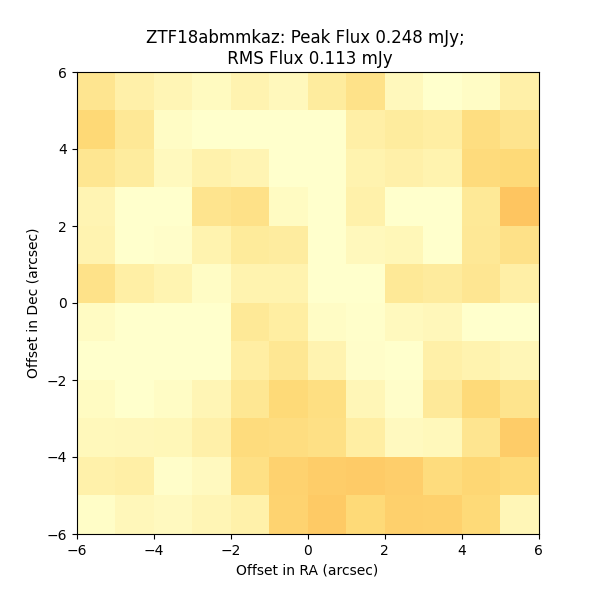 ZTF18abmmkaz: Peak Flux 0.248 mJy;
RMS Flux 0.113 mJy
6
4
2
0
−2
−4
−6
Offset in Dec (arcsec)
−6 −4 −2 0 2 4 6
Offset in RA (arcsec)